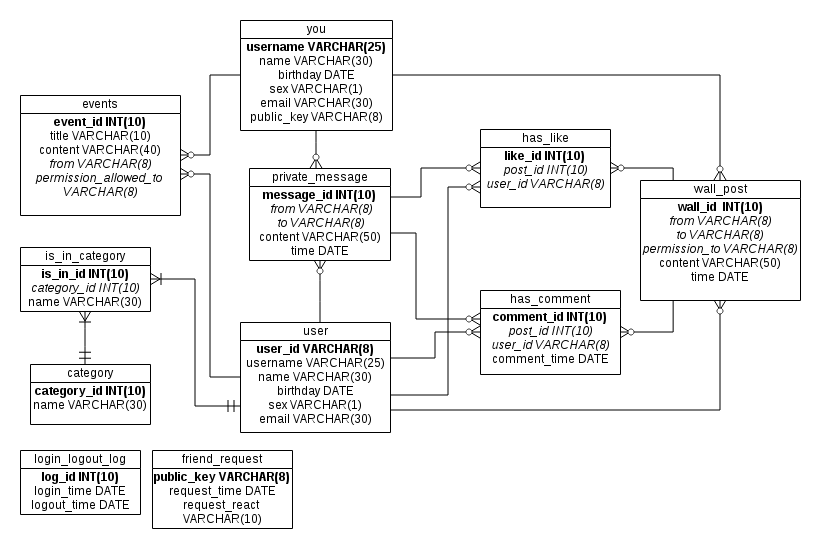 you
username VARCHAR(25)
name VARCHAR(30)
birthday DATE
sex VARCHAR(1)
email VARCHAR(30)
public_key VARCHAR(8)
events
event_id INT(10)
title VARCHAR(10)
content VARCHAR(40)
from VARCHAR(8)
permission_allowed_to
VARCHAR(8)
private_message
message_id INT(10)
from VARCHAR(8)
to VARCHAR(8)
content VARCHAR(50)
time DATE
has_like
like_id INT(10)
post_id INT(10)
user_id VARCHAR(8)
wall_post
wall_id  INT(10)
from VARCHAR(8)
to VARCHAR(8)
permission_to VARCHAR(8)
content VARCHAR(50)
time DATE
is_in_category
is_in_id INT(10)
category_id INT(10)
name VARCHAR(30)
has_comment
comment_id INT(10)
post_id INT(10)
user_id VARCHAR(8)
comment_time DATE
user
user_id VARCHAR(8)
username VARCHAR(25)
name VARCHAR(30)
birthday DATE
sex VARCHAR(1)
email VARCHAR(30)
category
category_id INT(10)
name VARCHAR(30)
login_logout_log
log_id INT(10)
login_time DATE
logout_time DATE
friend_request
public_key VARCHAR(8)
request_time DATE
request_react
VARCHAR(10)